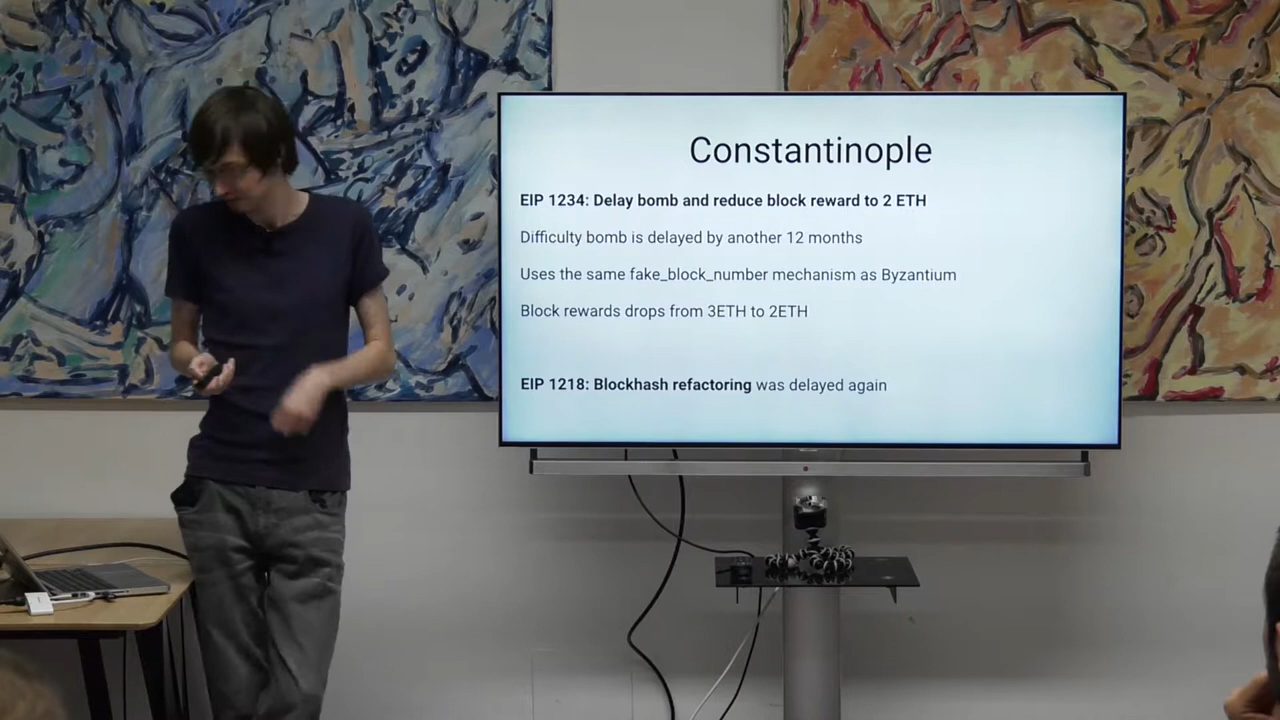 Constantinople
EIP 1234: Delay bomb and reduce block reward to 2 ETH
Difficulty bomb is delayed by another 12 months
Uses the same fake_block_number mechanism as Byzantium
Block rewards drops from 3ETH to 2ETH
EIP 1218: Blockhash refactoring was delayed again